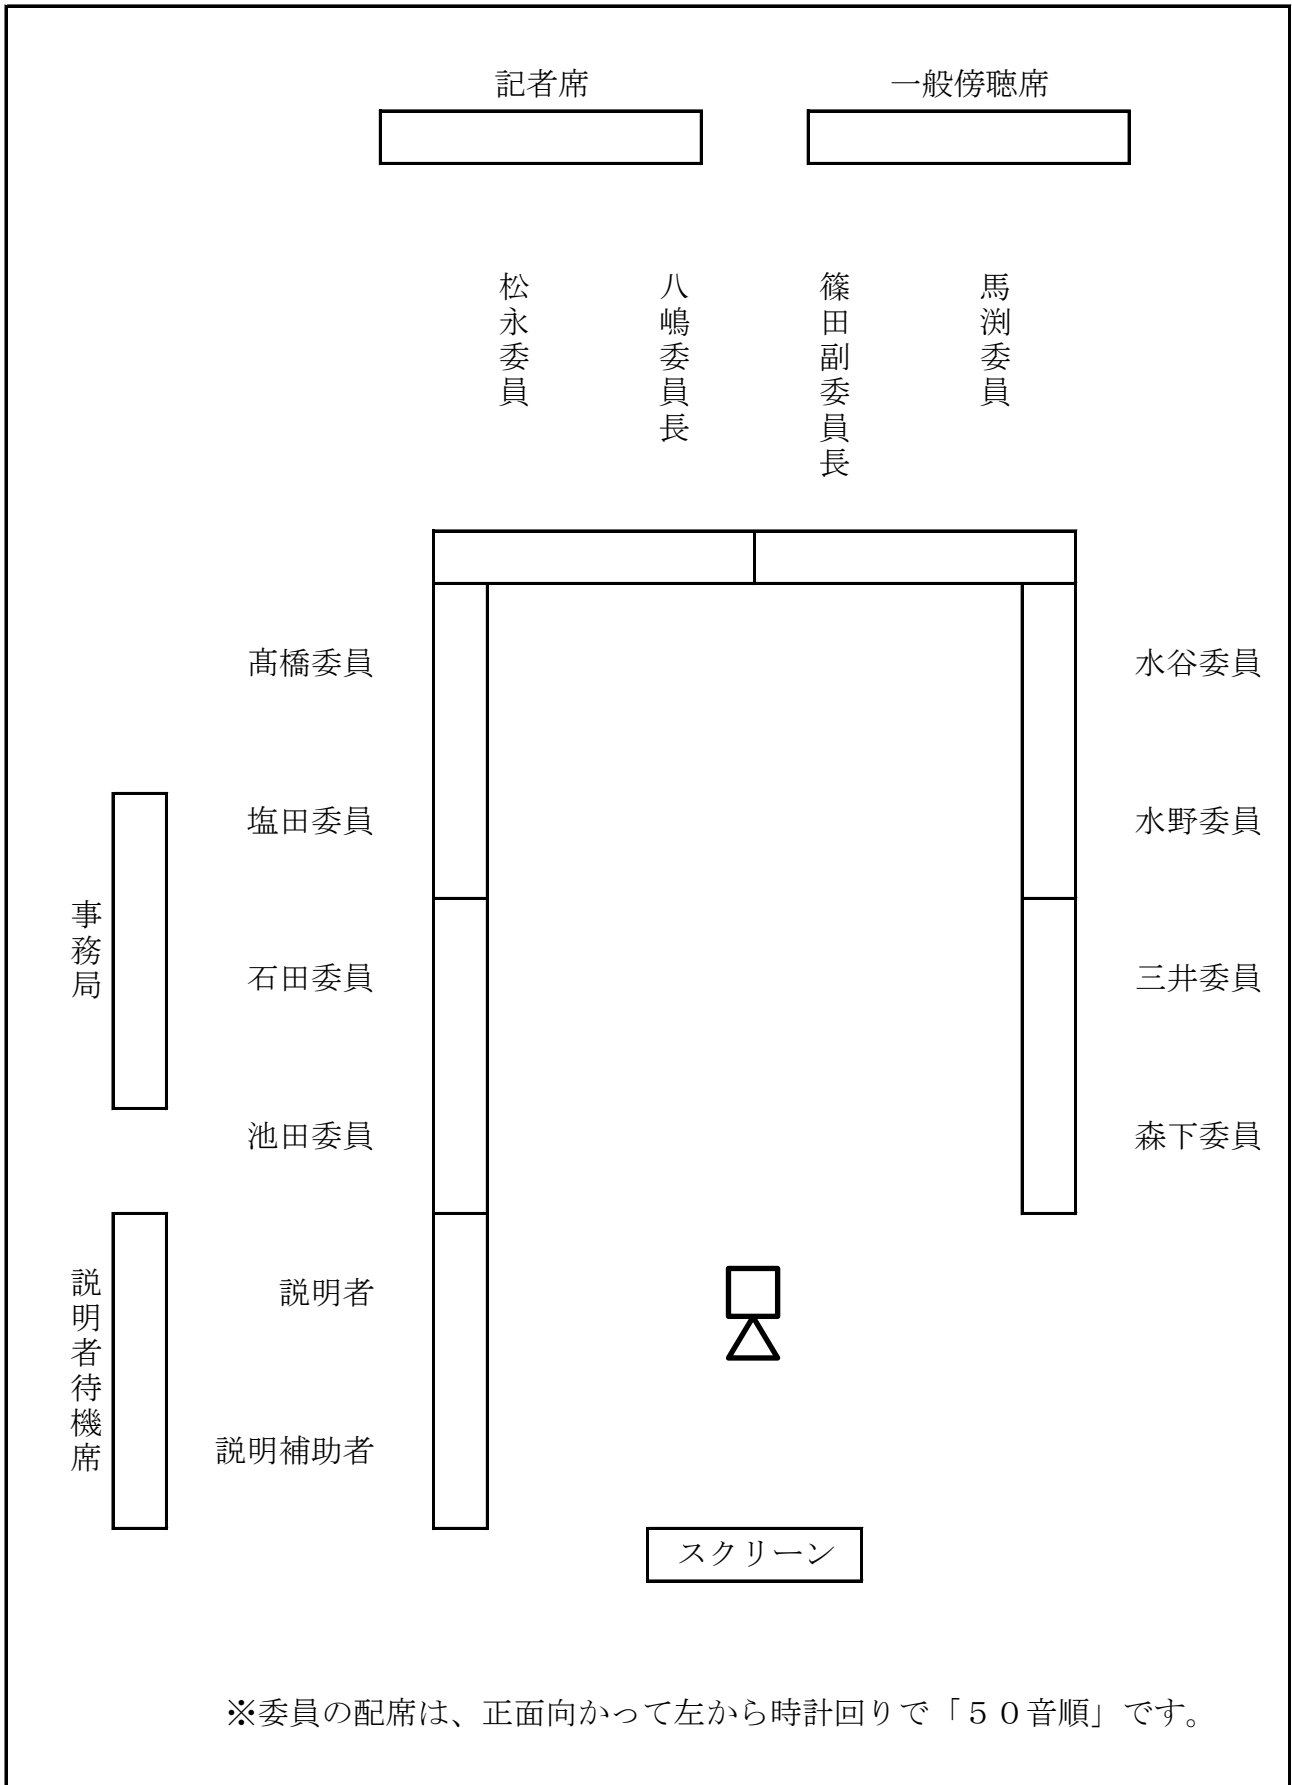 記者席
一般傍聴席
松永委員
八嶋委員長
篠田副委員長
馬渕委員
髙橋委員
水谷委員
塩田委員
水野委員
事務局
石田委員
三井委員
池田委員
森下委員
説明者待機席
説明者
説明補助者
スクリーン
※委員の配席は、正面向かって左から時計回りで「５０音順」です。